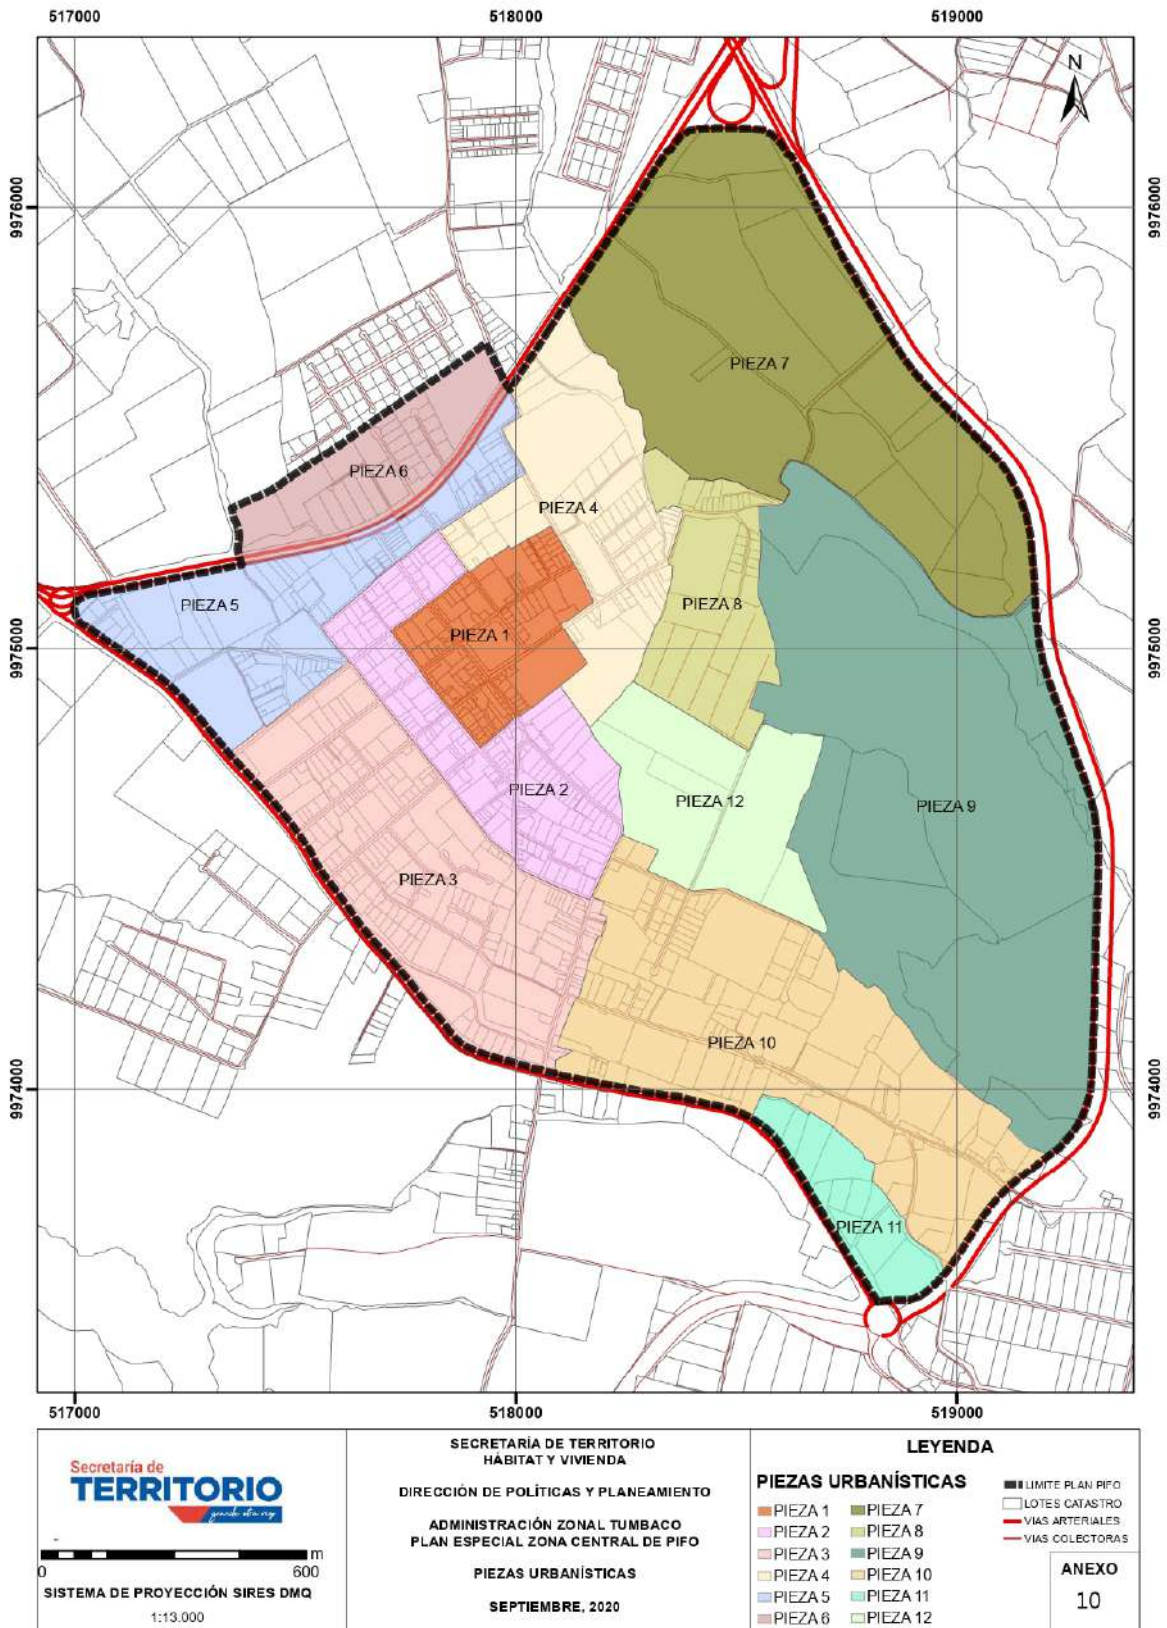 517000 518000 519000
N
9976000 9976000
PIEZA 7
PIEZA 6
PIEZA 4
PIEZA 5
PIEZA 8
PIEZA 1
9975000 9975000
PIEZA 2
PIEZA 12
PIEZA 9
PIEZA 3
PIEZA 10
9974000 9974000
PIEZA 11
517000 518000 519000
Secretaría de
TERRITORIO
grande otra vez
m
0 600
SISTEMA DE PROYECCIÓN SIRES DMQ
1:13.000
SECRETARÍA DE TERRITORIO
HÁBITAT Y VIVIENDA
DIRECCIÓN DE POLÍTICAS Y PLANEAMIENTO
ADMINISTRACIÓN ZONAL TUMBACO
PLAN ESPECIAL ZONA CENTRAL DE PIFO
PIEZAS URBANÍSTICAS
SEPTIEMBRE, 2020
LEYENDA
PIEZAS URBANÍSTICAS
PIEZA 1
PIEZA 2
PIEZA 3
PIEZA 4
PIEZA 5
PIEZA 6
PIEZA 7
PIEZA 8
PIEZA 9
PIEZA 10
PIEZA 11
PIEZA 12
LIMITE PLAN PIFO
LOTES CATASTRO
VIAS ARTERIALES
VIAS COLECTORAS
ANEXO
10